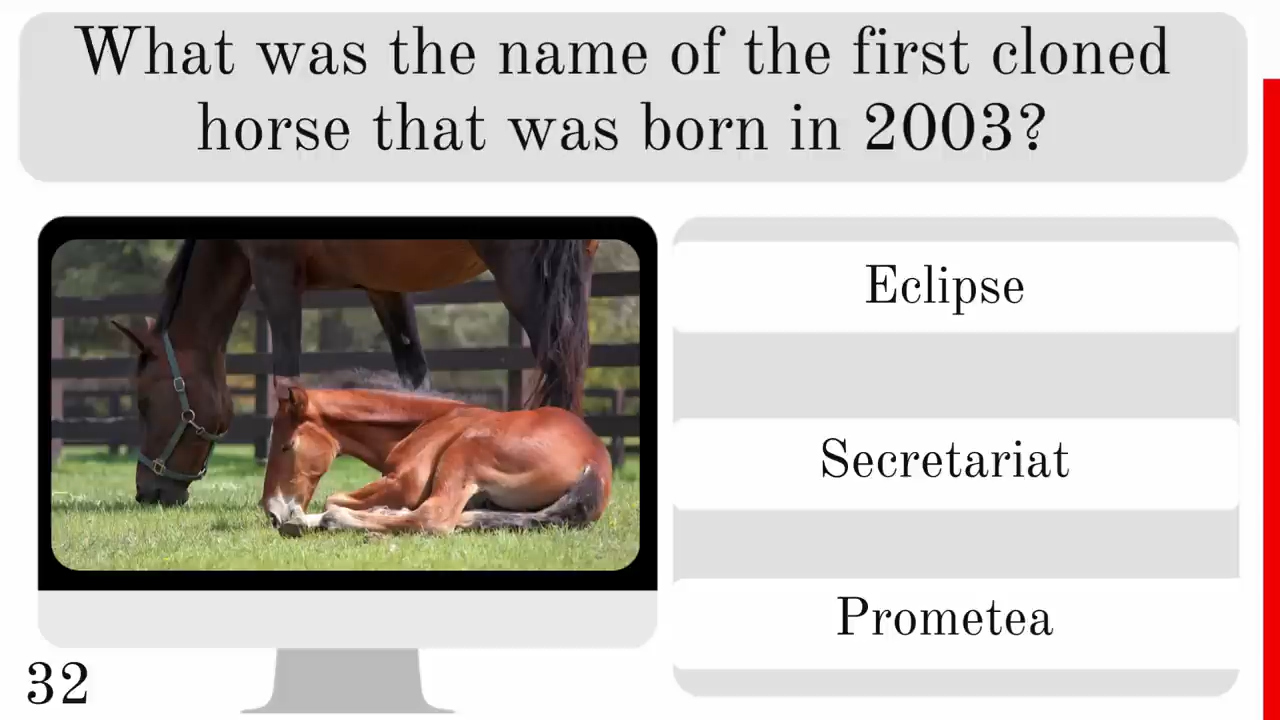 What was the name of the first cloned
horse that was born in 2003?
Eclipse
Secretariat
Prometea
32